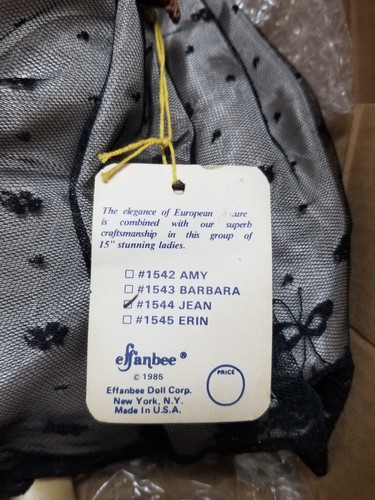 The elegance of European
is combined with our superb
craftsmanship in this group of
15" stunning ladies.
#1542 AMY
#1543 BARBARA
#1544 JEAN
#1545 ERIN
effanbee ®
© 1985
PRICE
Effanbee Doll Corp.
New York, N.Y.
Made In U.S.A.